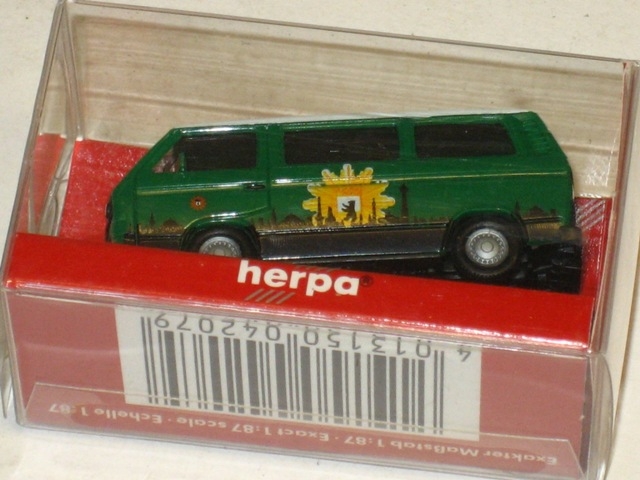 herpa®
4 013150 042079
Exakter Maßstab 1:87 · Exact 1:87 scale · Echelle 1:87